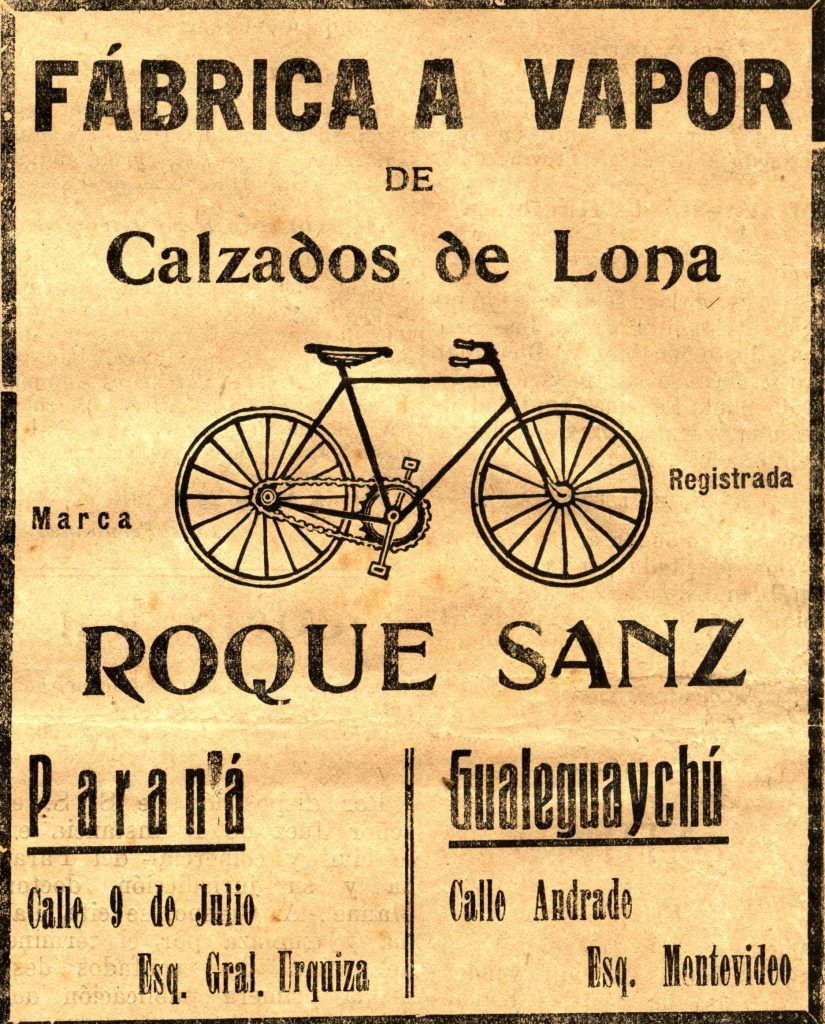 FÁBRICA A VAPOR
DE
Calzados de Lona
Marca
Registrada
ROQUE SANZ
Paraná
Calle 9 de Julio
Esq. Gral. Urquiza
Gualeguaychú
Calle Andrade
Esq. Montevideo